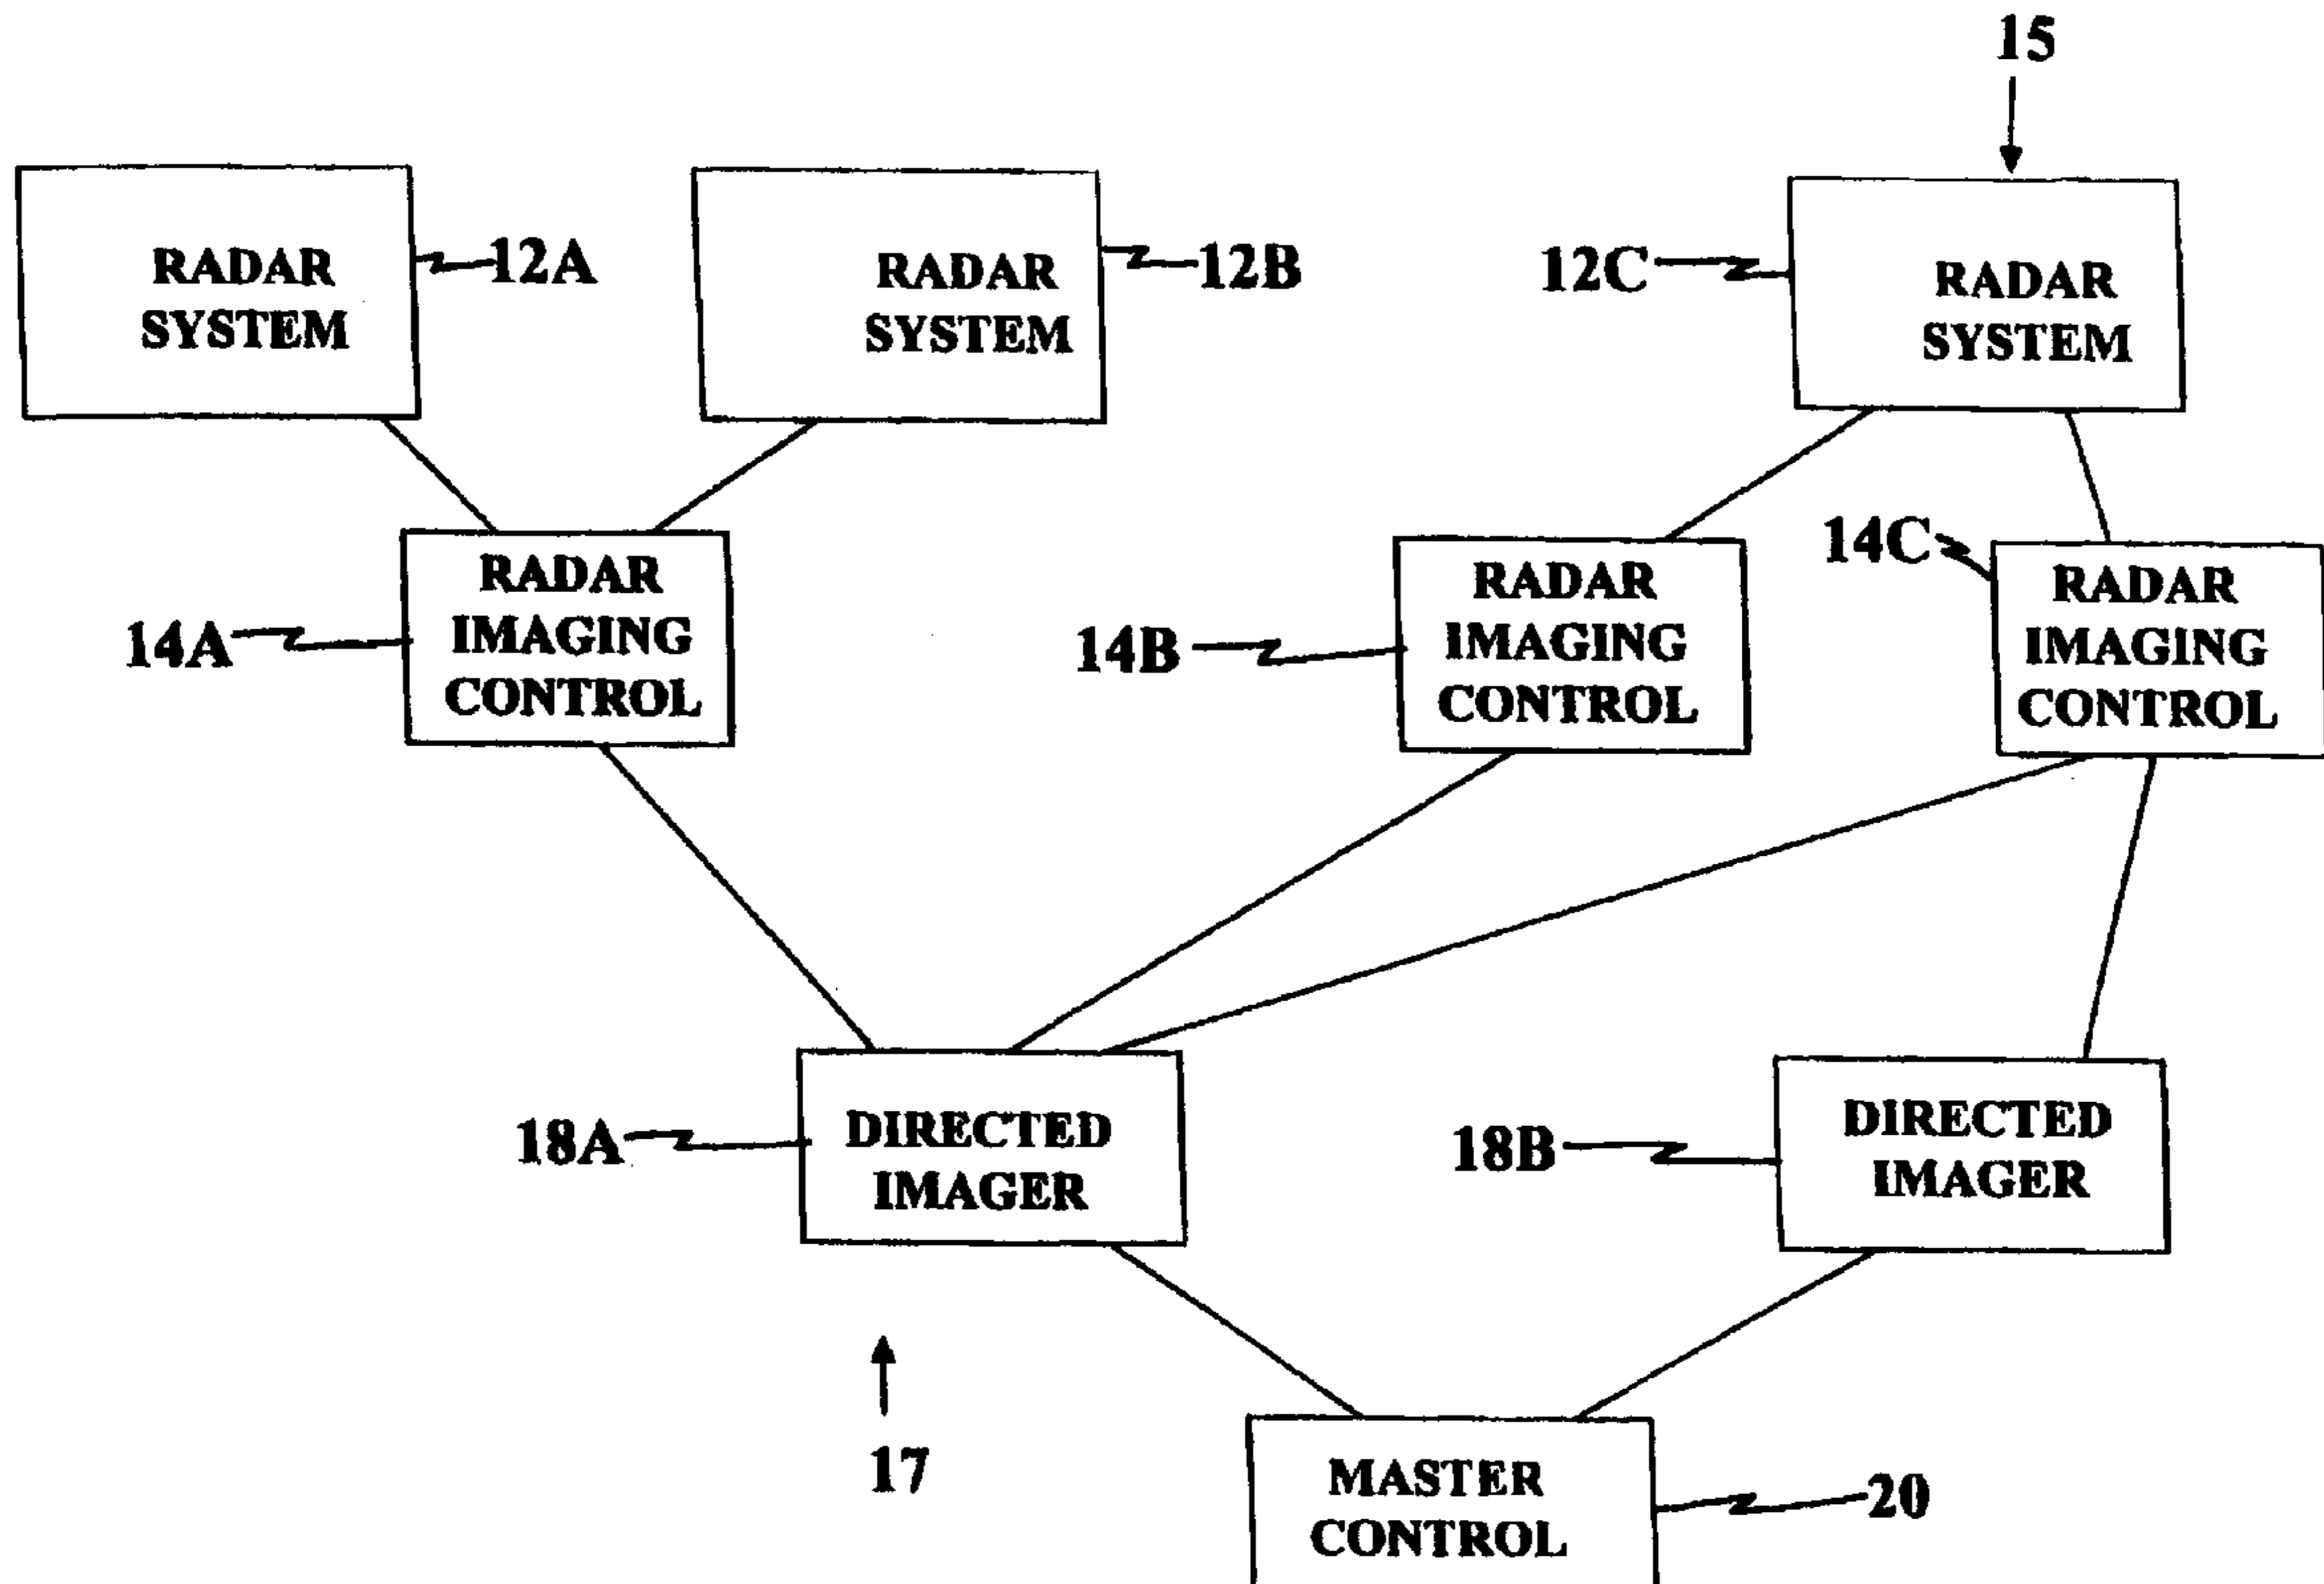 15
RADAR
SYSTEM
12A
RADAR
SYSTEM
12B
12C
RADAR
SYSTEM
14A
RADAR
IMAGING
CONTROL
14B
RADAR
IMAGING
CONTROL
14C
RADAR
IMAGING
CONTROL
18A
DIRECTED
IMAGER
18B
DIRECTED
IMAGER
17
MASTER
CONTROL
20